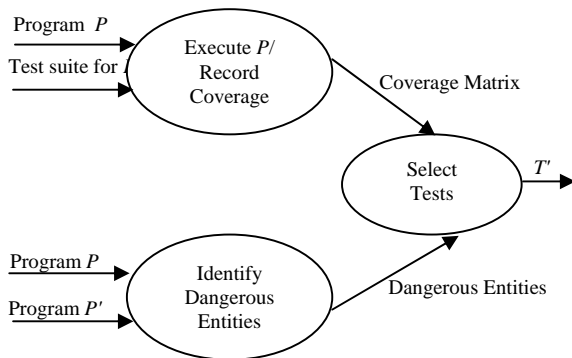 Program P
Test suite for
Execute P/
Record
Coverage
Coverage Matrix
Select
Tests
T'
Program P
Program P'
Identify
Dangerous
Entities
Dangerous Entities